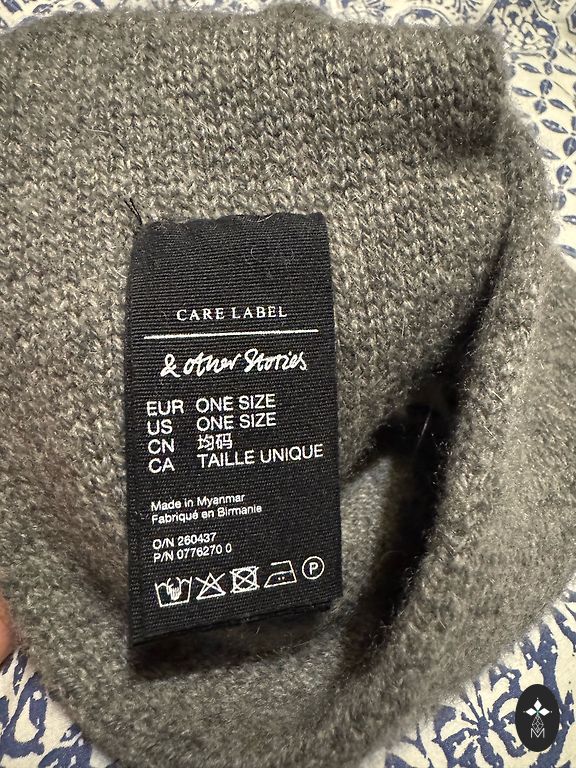 CARE LABEL
& other Stories
EUR ONE SIZE
US ONE SIZE
CN 均码
CA TAILLE UNIQUE
Made in Myanmar
Fabriqué en Birmanie
O/N 260437
P/N 0776270 0
P
M